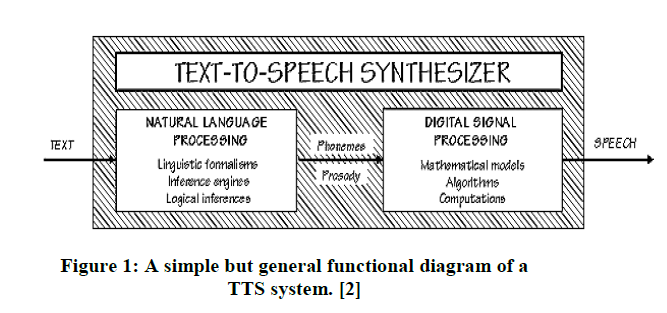 TEXT-TO-SPEECH SYNTHESIZER
TEXT
NATURAL LANGUAGE
PROCESSING
Linguistic formalisms
Inference engines
Logical inferences
Phonemes
Prosody
DIGITAL SIGNAL
PROCESSING
Mathematical models
Algorithms
Computations
SPEECH
Figure 1: A simple but general functional diagram of a
TTS system. [2]